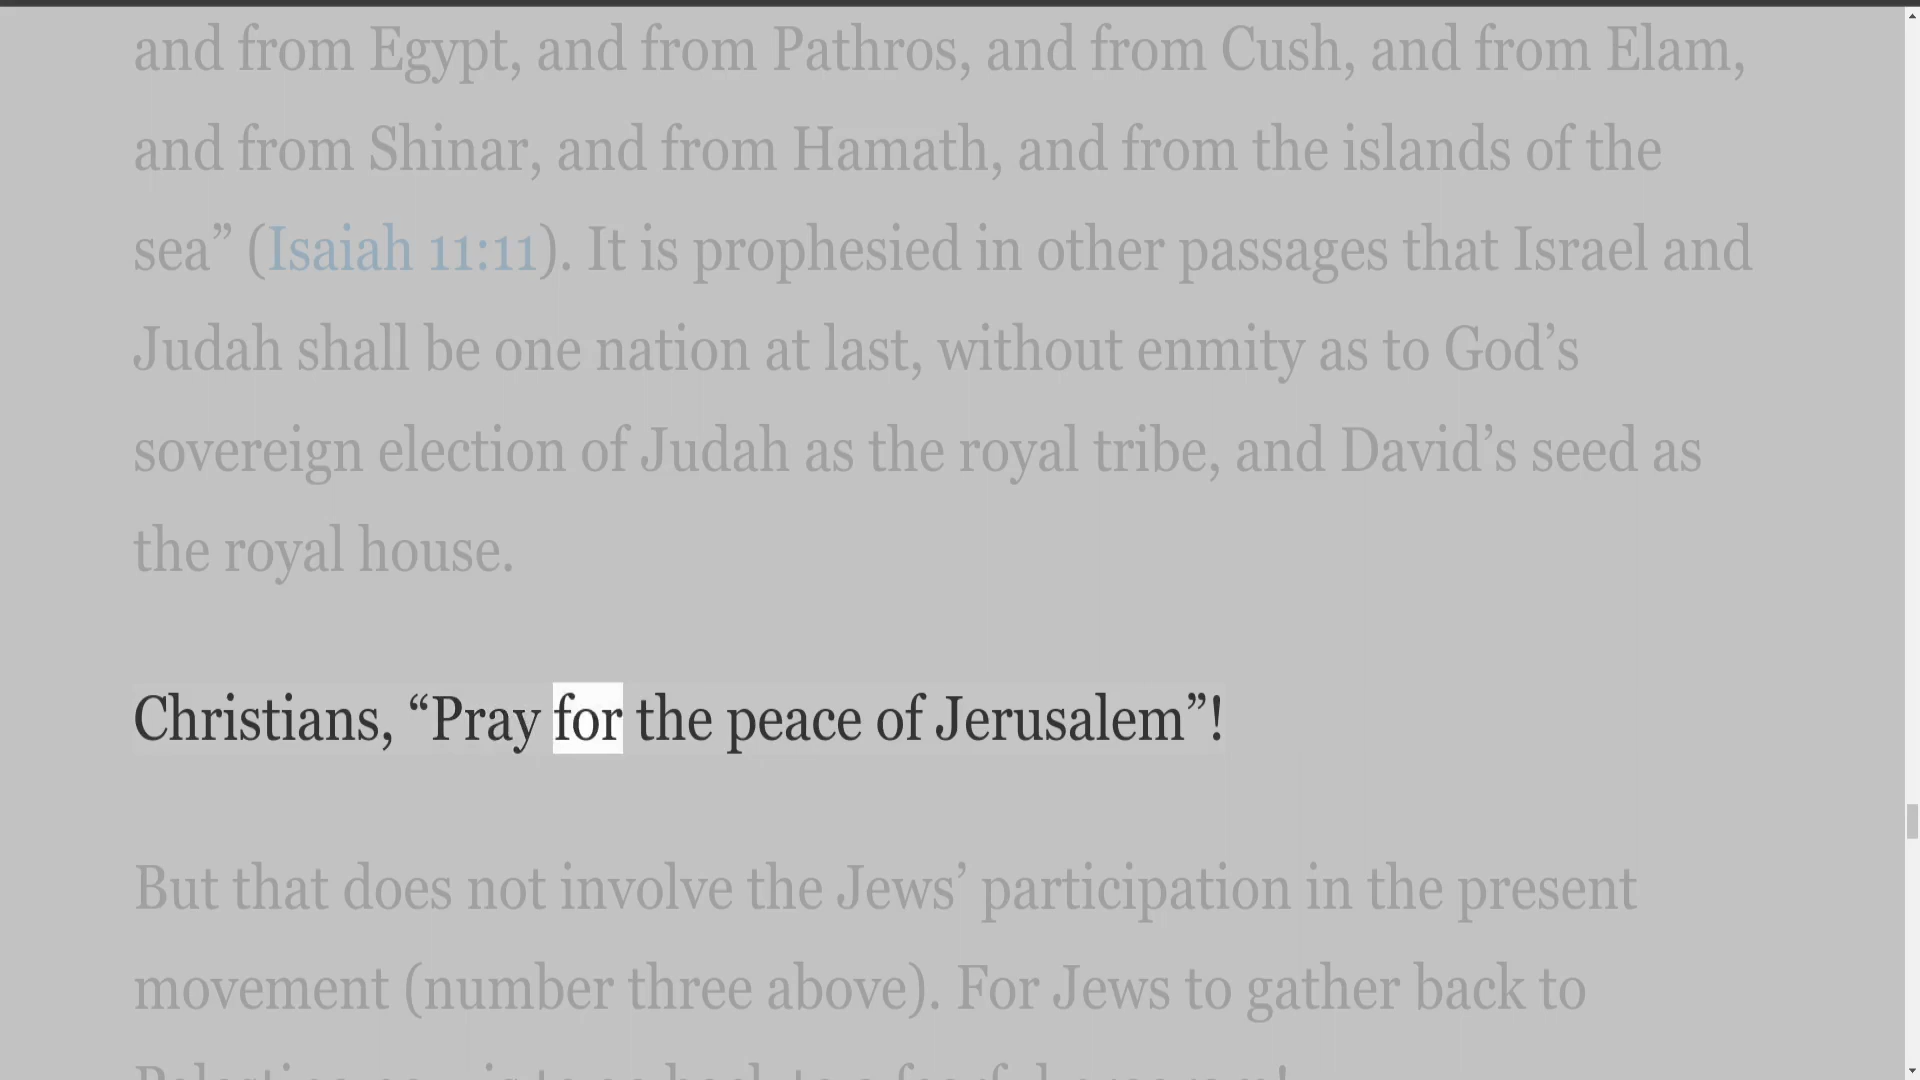 and from Egypt, and from Pathros, and from Cush, and from Elam,
and from Shinar, and from Hamath, and from the islands of the
sea” (Isaiah 11:11). It is prophesied in other passages that Israel and
Judah shall be one nation at last, without enmity as to God’s
sovereign election of Judah as the royal tribe, and David’s seed as
the royal house.
Christians, “Pray for the peace of Jerusalem”!
But that does not involve the Jews’ participation in the present
movement (number three above). For Jews to gather back to